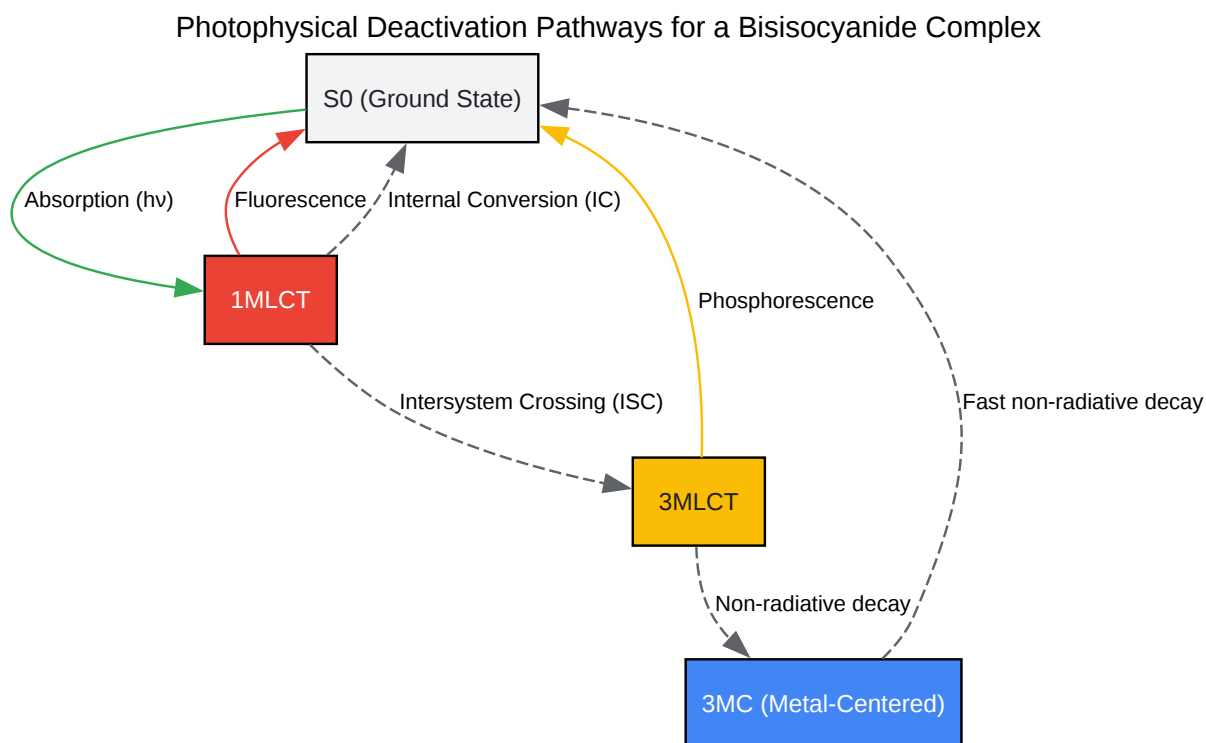 Photophysical Deactivation Pathways for a Bisisocyanide Complex
S0 (Ground State)
Absorption (hν)
Fluorescence
Internal Conversion (IC)
1MLCT
Phosphorescence
Intersystem Crossing (ISC)
Fast non-radiative decay
3MLCT
Non-radiative decay
3MC (Metal-Centered)